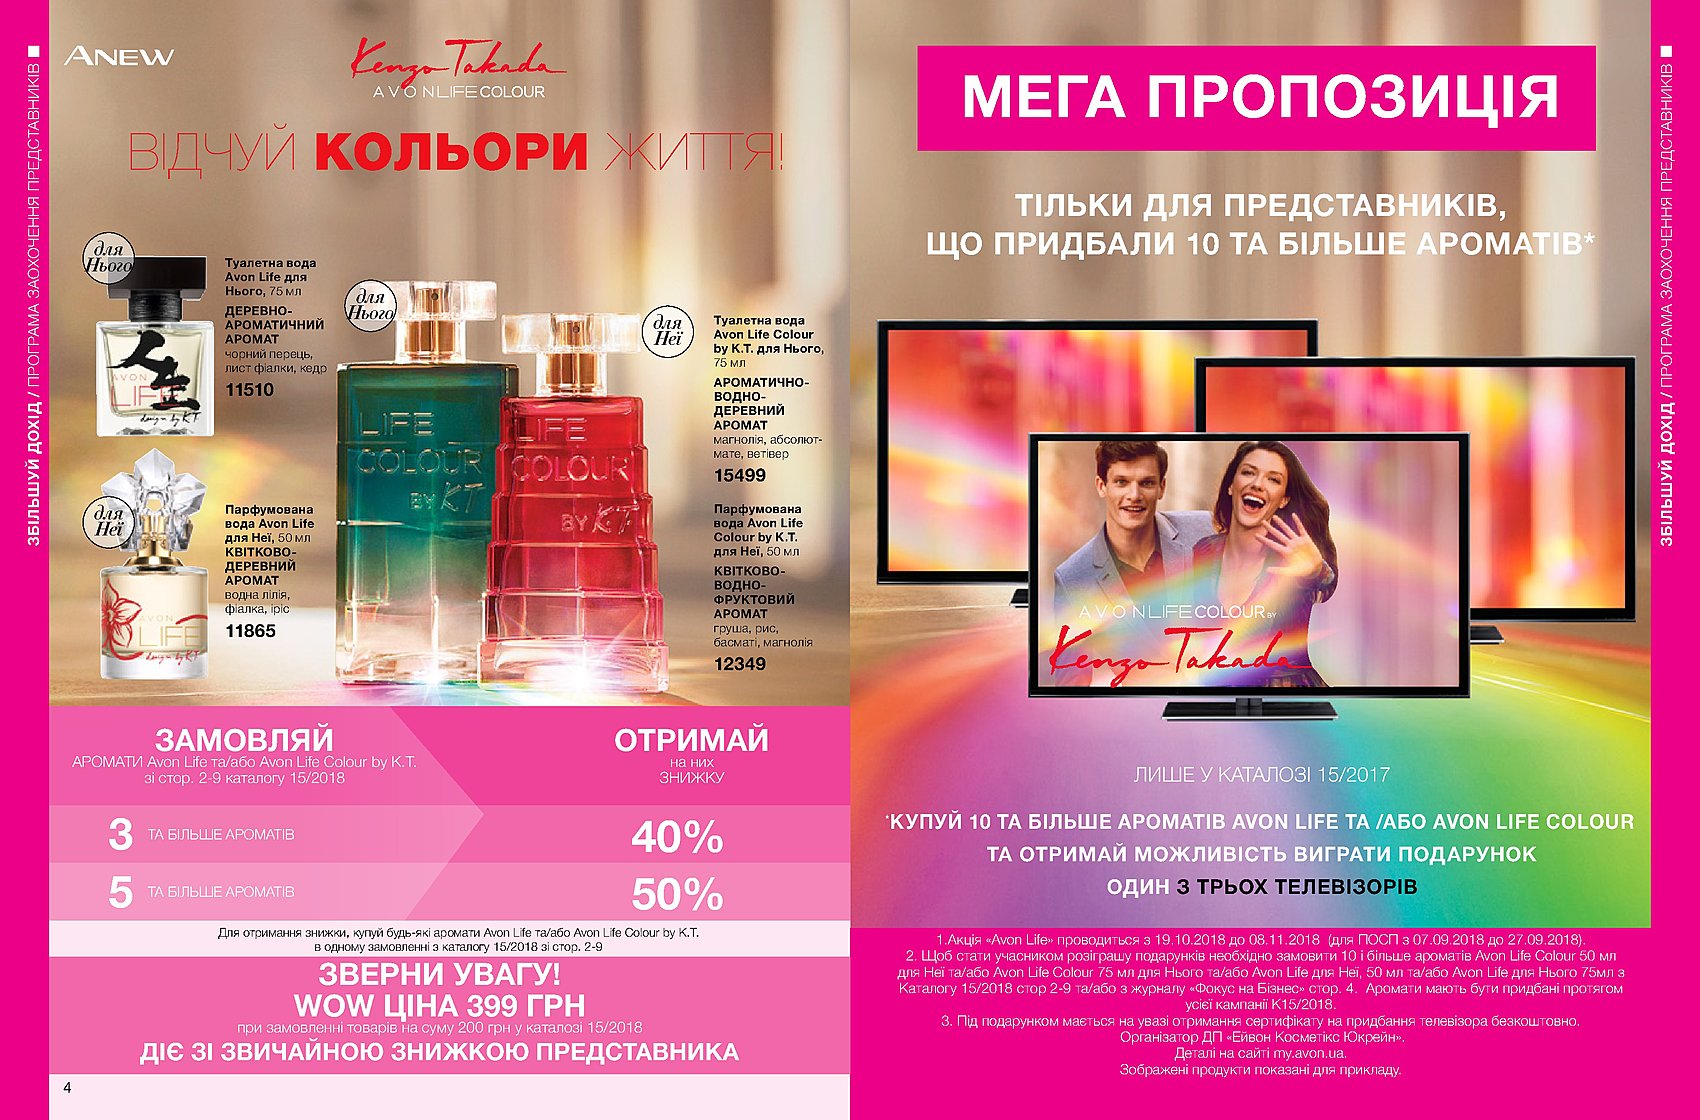 ЗБІЛЬШУЙ ДОХІД / ПРОГРАМА ЗАОХОЧЕННЯ ПРЕДСТАВНИКІВ
ANEW
Kenzo Takada
AVON LIFE COLOUR
ВІДЧУЙ КОЛЬОРИ ЖИТТЯ!
для
Нього
Туалетна вода
Avon Life для
Нього, 75 мл
ДЕРЕВНО-
АРОМАТИЧНИЙ
АРОМАТ
чорний перець,
лист фіалки, кедр
11510
AVON
LIFE
design by K.T.
для
Неї
Парфумована
вода Avon Life
для Неї, 50 мл
КВІТКОВО-
ДЕРЕВНИЙ
АРОМАТ
водна лілія,
фіалка, іріс
11865
AVON
LIFE
design by K.T.
для
Нього
LIFE
COLOUR
BY KT
LIFE
COLOUR
BY KT
для
Неї
Туалетна вода
Avon Life Colour
by K.T. для Нього,
75 мл
АРОМАТИЧНО-
ВОДНО-
ДЕРЕВНИЙ
АРОМАТ
магнолія, абсолют-
мате, ветівер
15499
Парфумована
вода Avon Life
Colour by K.T.
для Неї, 50 мл
КВІТКОВО-
ВОДНО-
ФРУКТОВИЙ
АРОМАТ
груша, рис,
басматі, магнолія
12349
ЗАМОВЛЯЙ
АРОМАТИ Avon Life та/або Avon Life Colour by K.T.
зі стор. 2-9 каталогу 15/2018
ОТРИМАЙ
на них
ЗНИЖКУ
3 ТА БІЛЬШЕ АРОМАТІВ 40%
5 ТА БІЛЬШЕ АРОМАТІВ 50%
Для отримання знижки, купуй будь-які аромати Avon Life та/або Avon Life Colour by K.T.
в одному замовленні з каталогу 15/2018 зі стор. 2-9
ЗВЕРНИ УВАГУ!
WOW ЦІНА 399 ГРН
при замовленні товарів на суму 200 грн у каталозі 15/2018
ДІЄ ЗІ ЗВИЧАЙНОЮ ЗНИЖКОЮ ПРЕДСТАВНИКА
4
МЕГА ПРОПОЗИЦІЯ
ТІЛЬКИ ДЛЯ ПРЕДСТАВНИКІВ,
ЩО ПРИДБАЛИ 10 ТА БІЛЬШЕ АРОМАТІВ*
AVON LIFE COLOUR BY
Kenzo Takada
ЛИШЕ У КАТАЛОЗІ 15/2017
*КУПУЙ 10 ТА БІЛЬШЕ АРОМАТІВ AVON LIFE ТА /АБО AVON LIFE COLOUR
ТА ОТРИМАЙ МОЖЛИВІСТЬ ВИГРАТИ ПОДАРУНОК
ОДИН З ТРЬОХ ТЕЛЕВІЗОРІВ
1.Акція «Avon Life» проводиться з 19.10.2018 до 08.11.2018 (для ПОСП з 07.09.2018 до 27.09.2018).
2. Щоб стати учасником розіграшу подарунків необхідно замовити 10 і більше ароматів Avon Life Colour 50 мл
для Неї та/або Avon Life Colour 75 мл для Нього та/або Avon Life для Неї, 50 мл та/або Avon Life для Нього 75мл з
Каталогу 15/2018 стор 2-9 та/або з журналу «Фокус на Бізнес» стор. 4. Аромати мають бути придбані протягом
усієї кампанії К15/2018.
3. Під подарунком мається на увазі отримання сертифікату на придбання телевізора безкоштовно.
Організатор ДП «Ейвон Косметікс Юкрейн».
Деталі на сайті my.avon.ua.
Зображені продукти показані для прикладу.
ЗБІЛЬШУЙ ДОХІД / ПРОГРАМА ЗАОХОЧЕННЯ ПРЕДСТАВНИКІВ